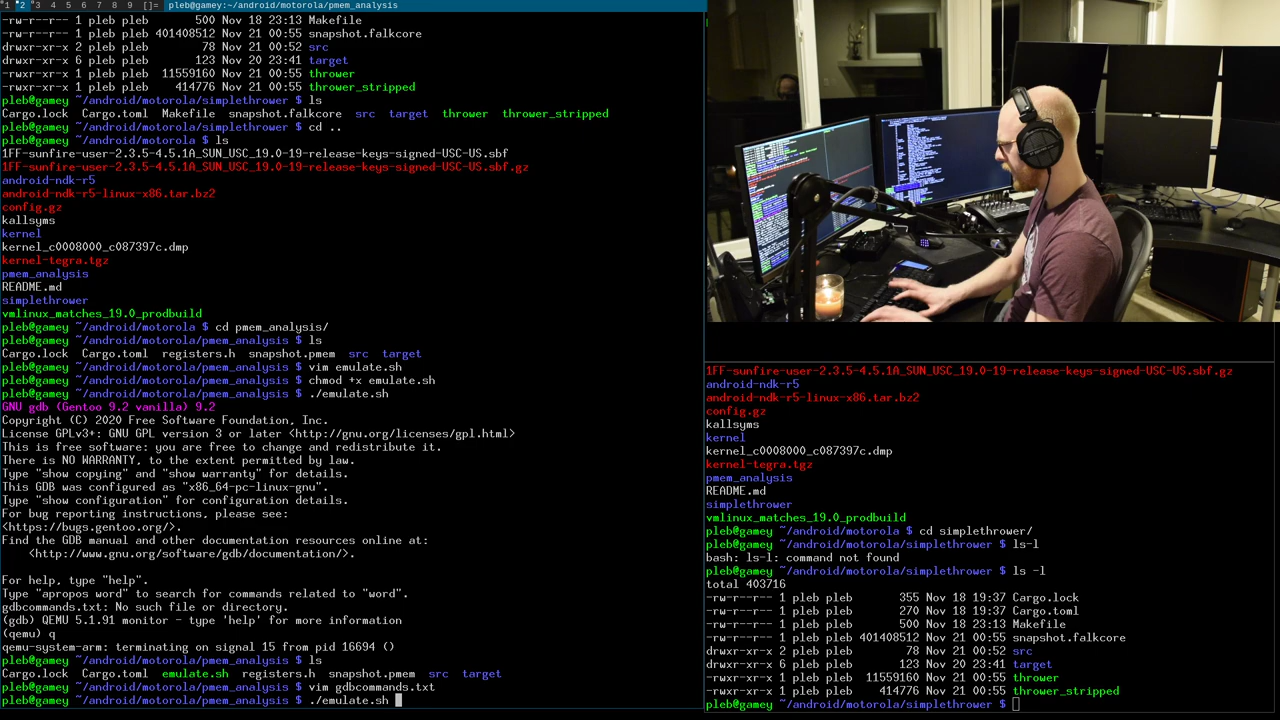 1 2 3 4 5 6 7 8 9 []= pleb@gamey:~/android/motorola/pmem_analysis
-rw-r--r-- 1 pleb pleb 500 Nov 18 23:13 Makefile
-rw-r--r-- 1 pleb pleb 401408512 Nov 21 00:55 snapshot.falkcore
drwxr-xr-x 2 pleb pleb 78 Nov 21 00:52 src
drwxr-xr-x 6 pleb pleb 123 Nov 20 23:41 target
-rwxr-xr-x 1 pleb pleb 11559160 Nov 21 00:55 thrower
-rwxr-xr-x 1 pleb pleb 414776 Nov 21 00:55 thrower_stripped
pleb@gamey ~/android/motorola/simplethrower $ ls
Cargo.lock Cargo.toml Makefile snapshot.falkcore src target thrower thrower_stripped
pleb@gamey ~/android/motorola/simplethrower $ cd ..
pleb@gamey ~/android/motorola $ ls
1FF-sunfire-user-2.3.5-4.5.1A_SUN_USC_19.0-19-release-keys-signed-USC-US.sbf
1FF-sunfire-user-2.3.5-4.5.1A_SUN_USC_19.0-19-release-keys-signed-USC-US.sbf.gz
android-ndk-r5
android-ndk-r5-linux-x86.tar.bz2
config.gz
kallsyms
kernel
kernel_c0008000_c087397c.dmp
kernel-tegra.tgz
pmem_analysis
README.md
simplethrower
vmlinux_matches_19.0_prodbuild
pleb@gamey ~/android/motorola $ cd pmem_analysis/
pleb@gamey ~/android/motorola/pmem_analysis $ ls
Cargo.lock Cargo.toml registers.h snapshot.pmem src target
pleb@gamey ~/android/motorola/pmem_analysis $ vim emulate.sh
pleb@gamey ~/android/motorola/pmem_analysis $ chmod +x emulate.sh
pleb@gamey ~/android/motorola/pmem_analysis $ ./emulate.sh
GNU gdb (Gentoo 9.2 vanilla) 9.2
Copyright (C) 2020 Free Software Foundation, Inc.
License GPLv3+: GNU GPL version 3 or later <http://gnu.org/licenses/gpl.html>
This is free software: you are free to change and redistribute it.
There is NO WARRANTY, to the extent permitted by law.
Type "show copying" and "show warranty" for details.
This GDB was configured as "x86_64-pc-linux-gnu".
Type "show configuration" for configuration details.
For bug reporting instructions, please see:
<https://bugs.gentoo.org/>.
Find the GDB manual and other documentation resources online at:
<http://www.gnu.org/software/gdb/documentation/>.
For help, type "help".
Type "apropos word" to search for commands related to "word".
gdbcommands.txt: No such file or directory.
(gdb) QEMU 5.1.91 monitor - type 'help' for more information
(qemu) q
qemu-system-arm: terminating on signal 15 from pid 16694 ()
pleb@gamey ~/android/motorola/pmem_analysis $ ls
Cargo.lock Cargo.toml emulate.sh registers.h snapshot.pmem src target
pleb@gamey ~/android/motorola/pmem_analysis $ vim gdbcommands.txt
pleb@gamey ~/android/motorola/pmem_analysis $ ./emulate.sh
1FF-sunfire-user-2.3.5-4.5.1A_SUN_USC_19.0-19-release-keys-signed-USC-US.sbf.gz
android-ndk-r5
android-ndk-r5-linux-x86.tar.bz2
config.gz
kallsyms
kernel
kernel_c0008000_c087397c.dmp
kernel-tegra.tgz
pmem_analysis
README.md
simplethrower
vmlinux_matches_19.0_prodbuild
pleb@gamey ~/android/motorola $ cd simplethrower/
pleb@gamey ~/android/motorola/simplethrower $ ls-l
bash: ls-l: command not found
pleb@gamey ~/android/motorola/simplethrower $ ls -l
total 403716
-rw-r--r-- 1 pleb pleb 355 Nov 18 19:37 Cargo.lock
-rw-r--r-- 1 pleb pleb 270 Nov 18 19:37 Cargo.toml
-rw-r--r-- 1 pleb pleb 500 Nov 18 23:13 Makefile
-rw-r--r-- 1 pleb pleb 401408512 Nov 21 00:55 snapshot.falkcore
drwxr-xr-x 2 pleb pleb 78 Nov 21 00:52 src
drwxr-xr-x 6 pleb pleb 123 Nov 20 23:41 target
-rwxr-xr-x 1 pleb pleb 11559160 Nov 21 00:55 thrower
-rwxr-xr-x 1 pleb pleb 414776 Nov 21 00:55 thrower_stripped
pleb@gamey ~/android/motorola/simplethrower $